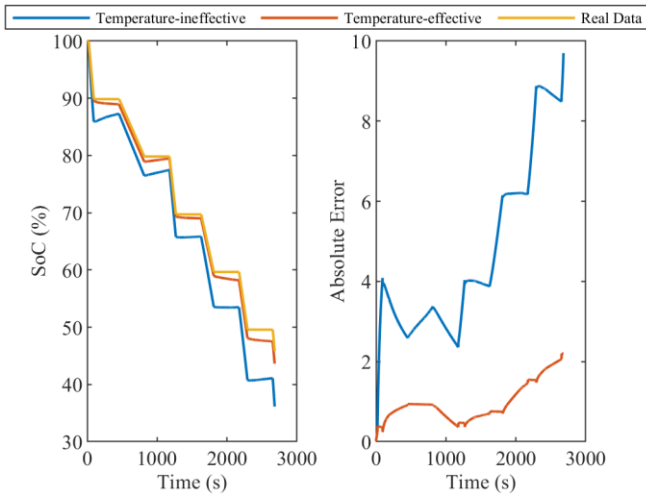 Temperature-ineffective Temperature-effective Real Data
100
90
80
70
60
50
40
30
SoC (%)
0 1000 2000 3000
Time (s)
10
8
6
4
2
0
Absolute Error
0 1000 2000 3000
Time (s)